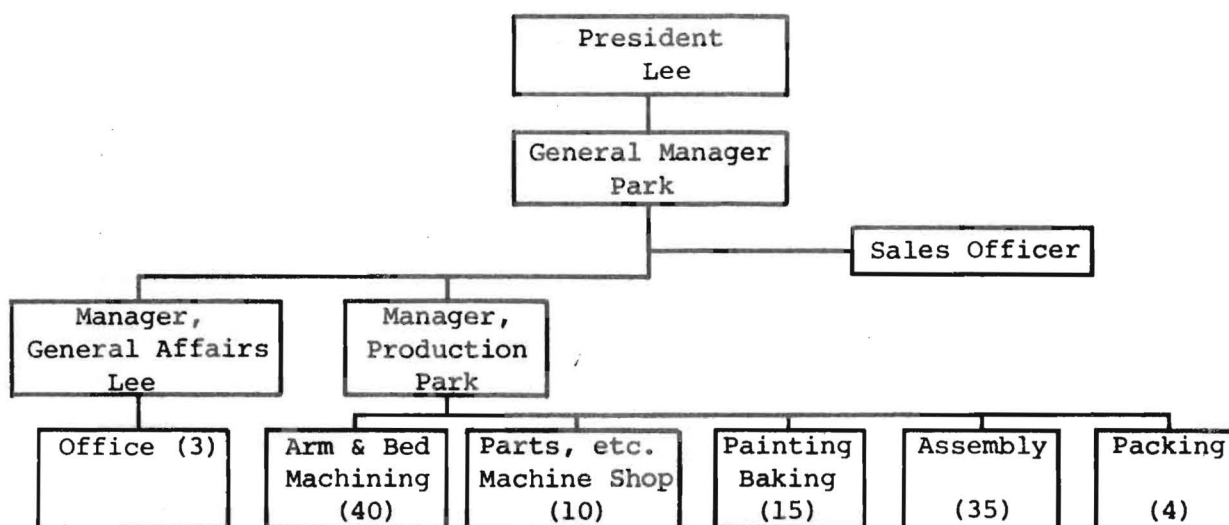 President
Lee
General Manager
Park
Sales Officer
Manager,
General Affairs
Lee
Manager,
Production
Park
Office (3)
Arm & Bed
Machining
(40)
Parts, etc.
Machine Shop
(10)
Painting
Baking
(15)
Assembly
(35)
Packing
(4)